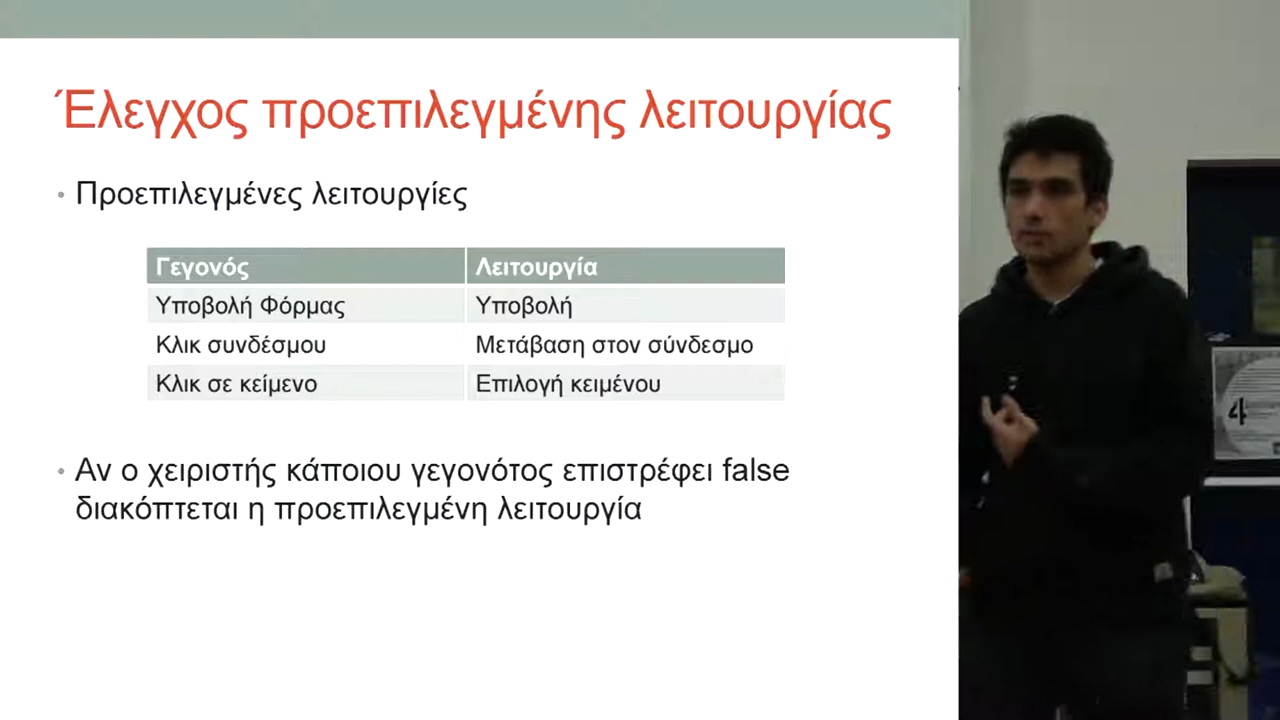 Έλεγχος προεπιλεγμένης λειτουργίας
• Προεπιλεγμένες λειτουργίες
Γεγονός Λειτουργία
Υποβολή Φόρμας Υποβολή
Κλικ συνδέσμου Μετάβαση στον σύνδεσμο
Κλικ σε κείμενο Επιλογή κειμένου
• Αν ο χειριστής κάποιου γεγονότος επιστρέφει false
διακόπτεται η προεπιλεγμένη λειτουργία
4